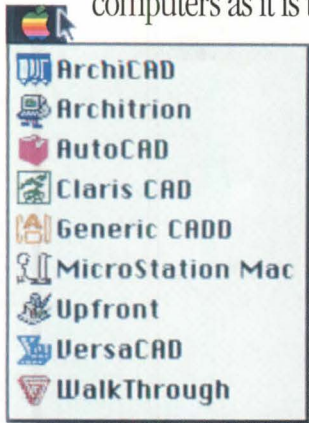 computers as it is
ArchiCAD
Architrion
AutoCAD
Claris CAD
Generic CADD
MicroStation Mac
Upfront
VersaCAD
WalkThrough